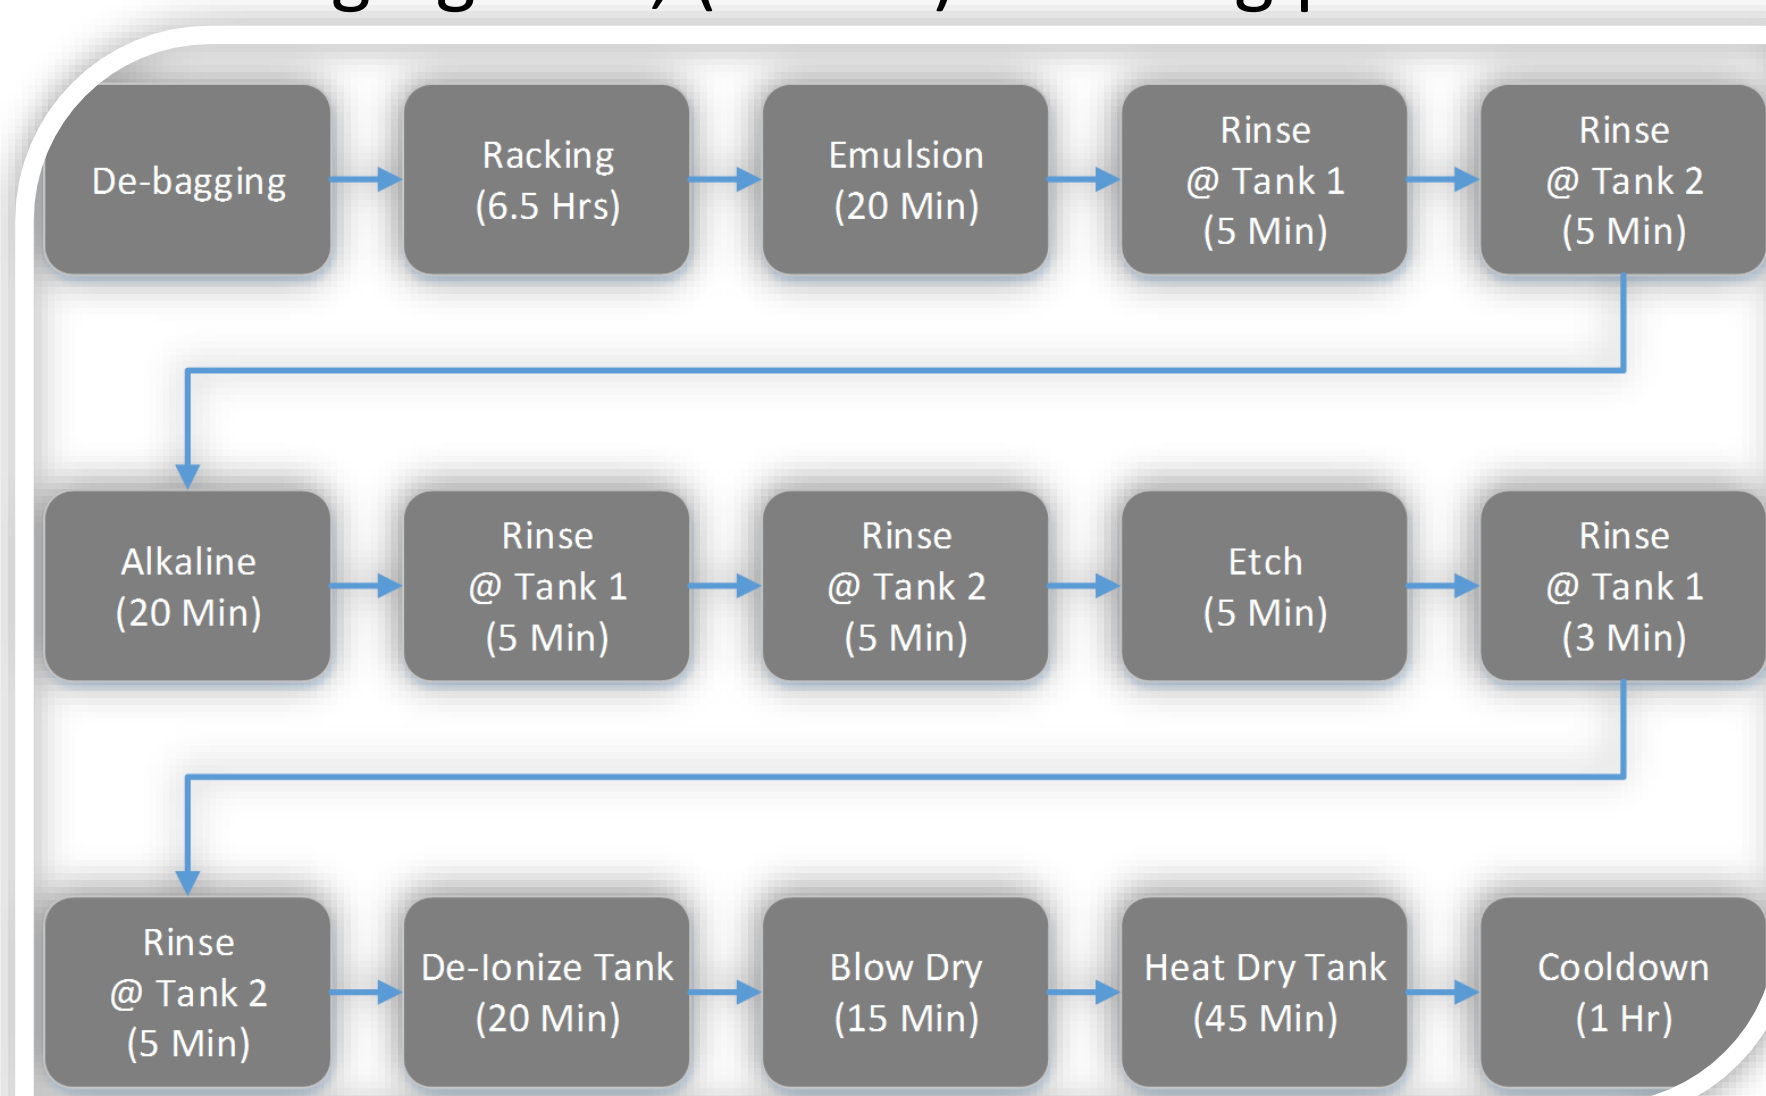 De-bagging
Racking
(6.5 Hrs)
Emulsion
(20 Min)
Rinse
@ Tank 1
(5 Min)
Rinse
@ Tank 2
(5 Min)
Alkaline
(20 Min)
Rinse
@ Tank 1
(5 Min)
Rinse
@ Tank 2
(5 Min)
Etch
(5 Min)
Rinse
@ Tank 1
(3 Min)
Rinse
@ Tank 2
(5 Min)
De-Ionize Tank
(20 Min)
Blow Dry
(15 Min)
Heat Dry Tank
(45 Min)
Cooldown
(1 Hr)